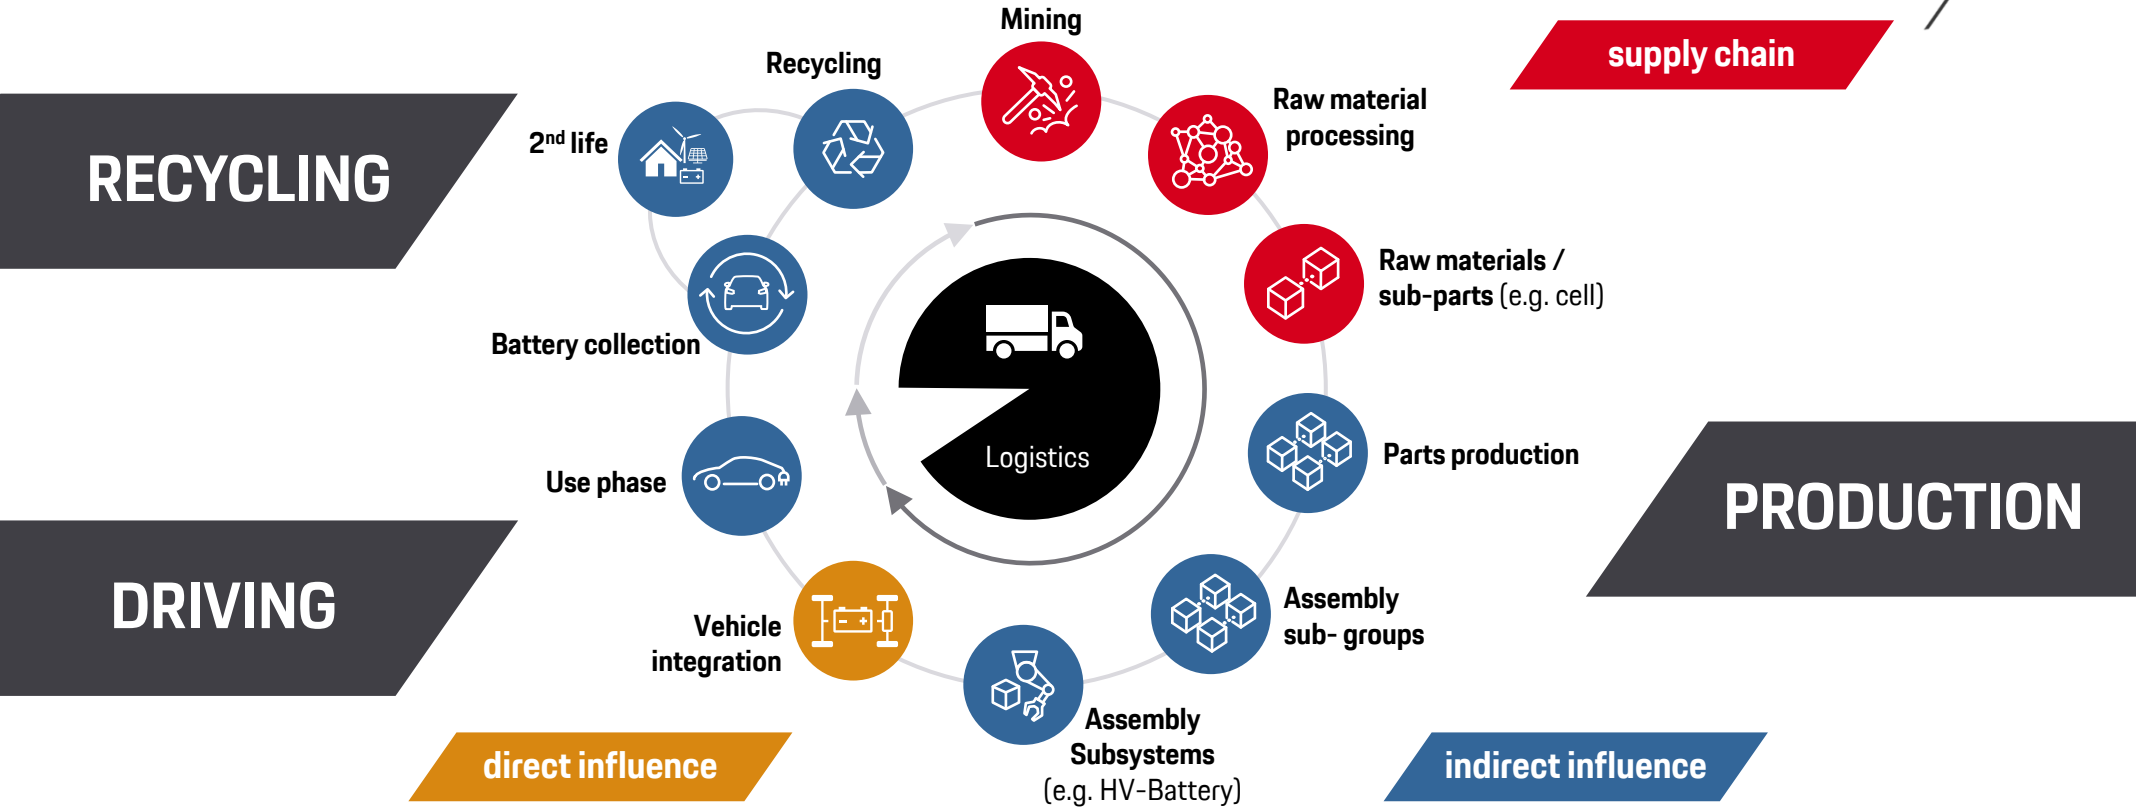 Mining
supply chain
Recycling
Raw material
processing
2nd life
RECYCLING
Raw materials /
sub-parts (e.g. cell)
Battery collection
Logistics
Parts production
Use phase
PRODUCTION
DRIVING
Vehicle
integration
Assembly
sub- groups
Assembly
Subsystems
(e.g. HV-Battery)
direct influence
indirect influence